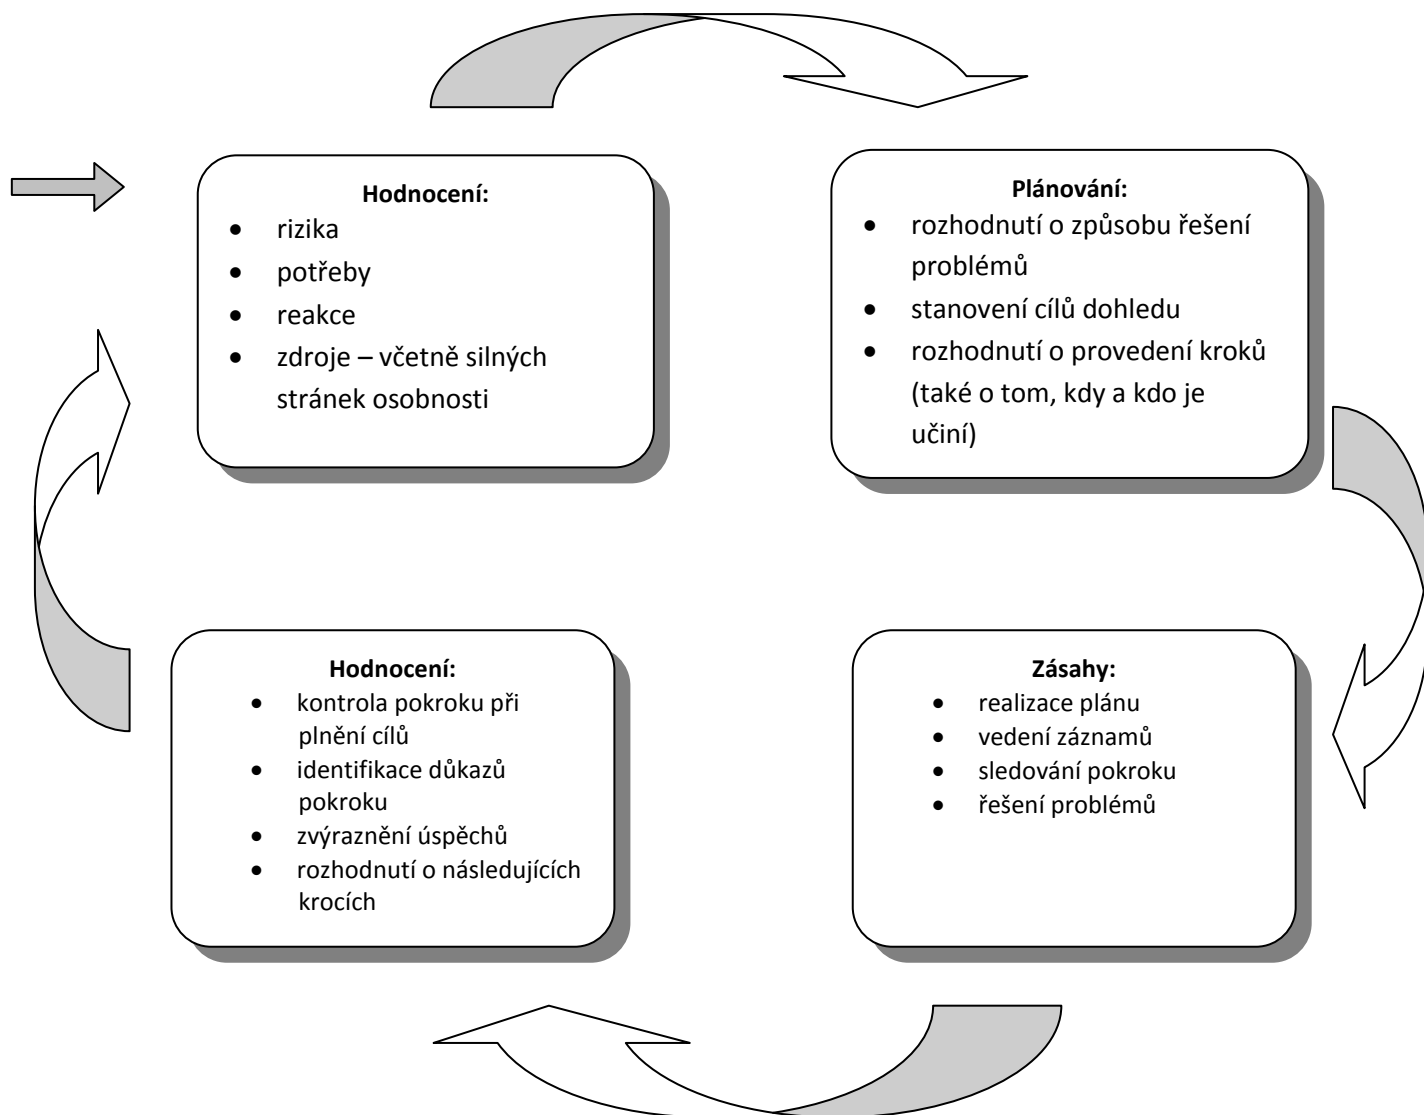 Hodnocení:
• rizika
• potřeby
• reakce
• zdroje – včetně silných
stránek osobnosti
Plánování:
• rozhodnutí o způsobu řešení
problémů
• stanovení cílů dohledu
• rozhodnutí o provedení kroků
(také o tom, kdy a kdo je
učiní)
Hodnocení:
• kontrola pokroku při
plnění cílů
• identifikace důkazů
pokroku
• zvýraznění úspěchů
• rozhodnutí o následujících
krocích
Zásahy:
• realizace plánu
• vedení záznamů
• sledování pokroku
• řešení problémů